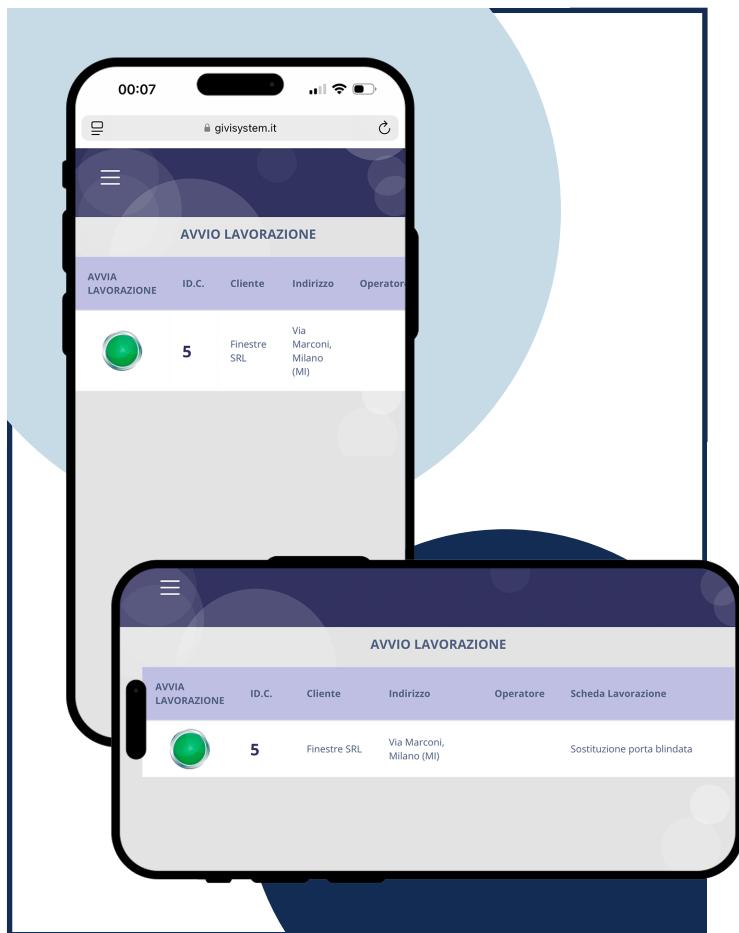 00:07
givisystem.it
AVVIO LAVORAZIONE
AVVIA
LAVORAZIONE
ID.C.
Cliente
Indirizzo
Operatore
5
Finestre
SRL
Via
Marconi,
Milano
(MI)
AVVIO LAVORAZIONE
AVVIA
LAVORAZIONE
ID.C.
Cliente
Indirizzo
Operatore
Scheda Lavorazione
5
Finestre SRL
Via Marconi,
Milano (MI)
Sostituzione porta blindata